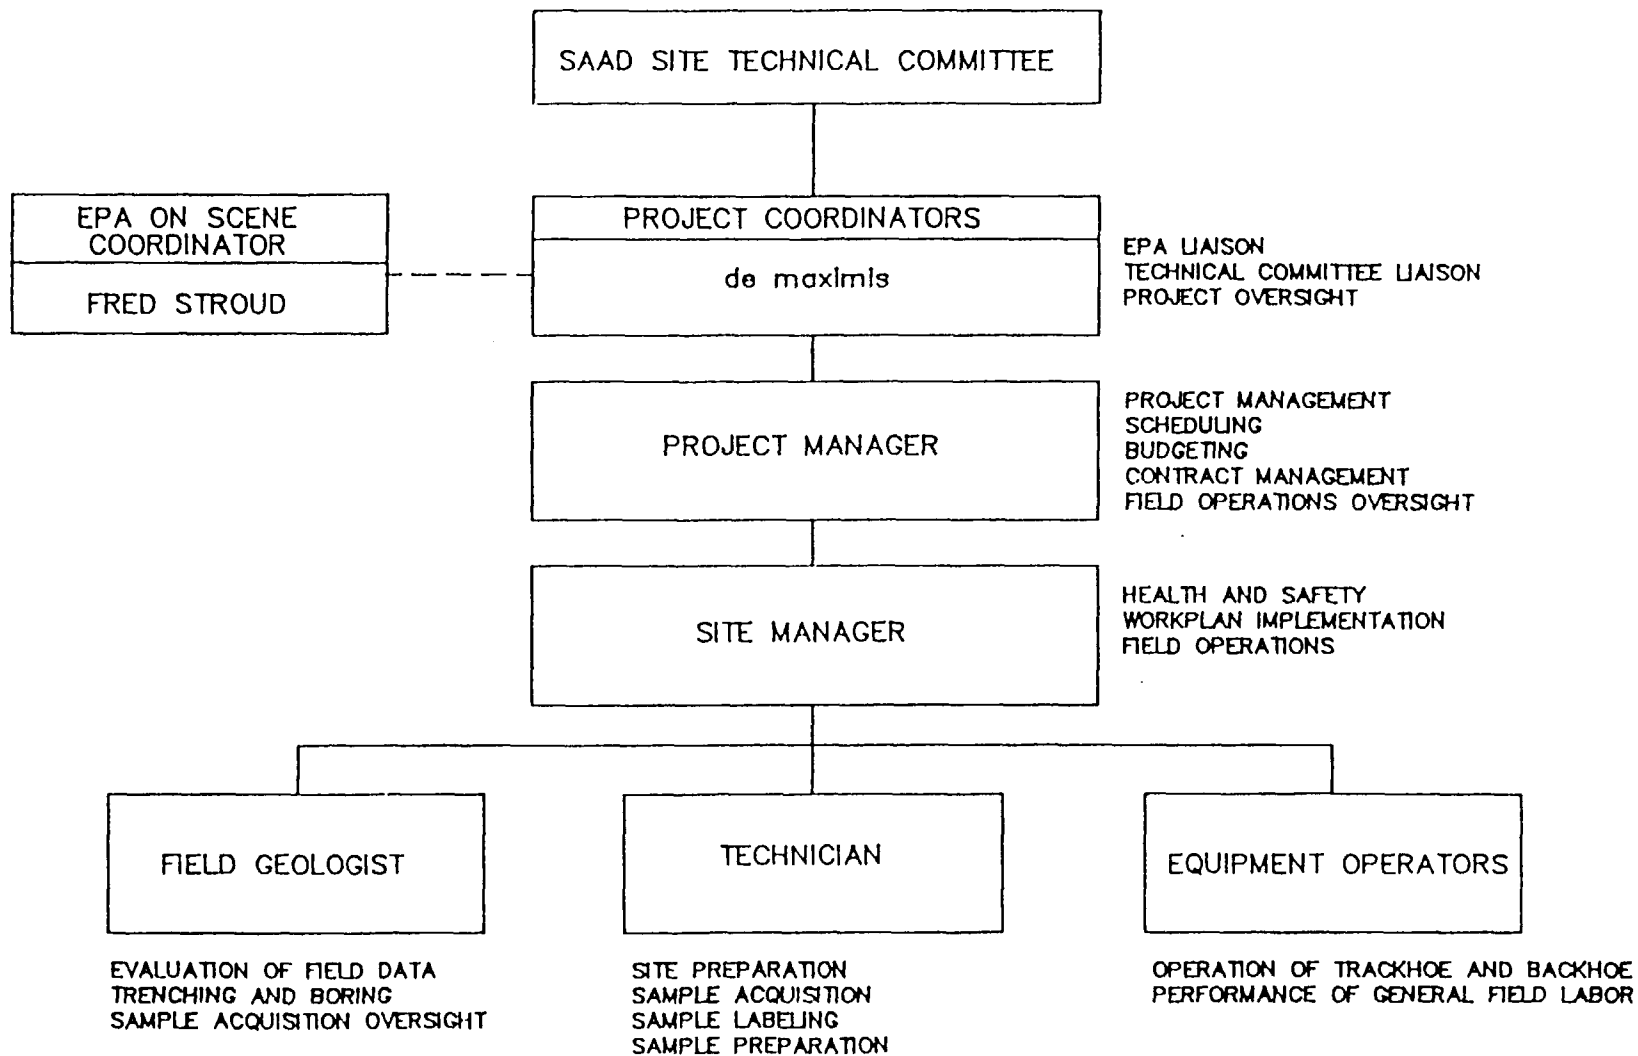 SAAD SITE TECHNICAL COMMITTEE
EPA ON SCENE
COORDINATOR
FRED STROUD
PROJECT COORDINATORS
de maximis
EPA LIAISON
TECHNICAL COMMITTEE LIAISON
PROJECT OVERSIGHT
PROJECT MANAGER
PROJECT MANAGEMENT
SCHEDULING
BUDGETING
CONTRACT MANAGEMENT
FIELD OPERATIONS OVERSIGHT
SITE MANAGER
HEALTH AND SAFETY
WORKPLAN IMPLEMENTATION
FIELD OPERATIONS
FIELD GEOLOGIST
EVALUATION OF FIELD DATA
TRENCHING AND BORING
SAMPLE ACQUISITION OVERSIGHT
TECHNICIAN
SITE PREPARATION
SAMPLE ACQUISITION
SAMPLE LABELING
SAMPLE PREPARATION
EQUIPMENT OPERATORS
OPERATION OF TRACKHOE AND BACKHOE
PERFORMANCE OF GENERAL FIELD LABOR